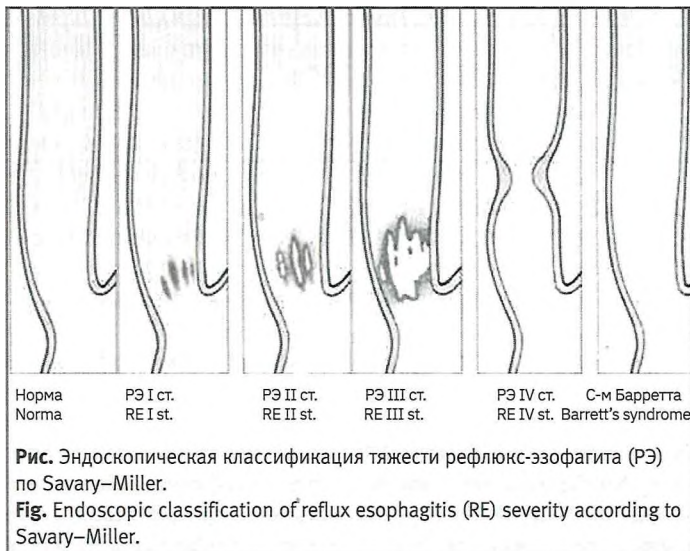 Норма РЭ I ст. РЭ II ст. РЭ III ст. РЭ IV ст. С-м Барретта
Norma RE I st. RE II st. RE III st. RE IV st. Barrett's syndrome
Рис. Эндоскопическая классификация тяжести рефлюкс-эзофагита (РЭ)
по Savary–Miller.
Fig. Endoscopic classification of reflux esophagitis (RE) severity according to
Savary–Miller.